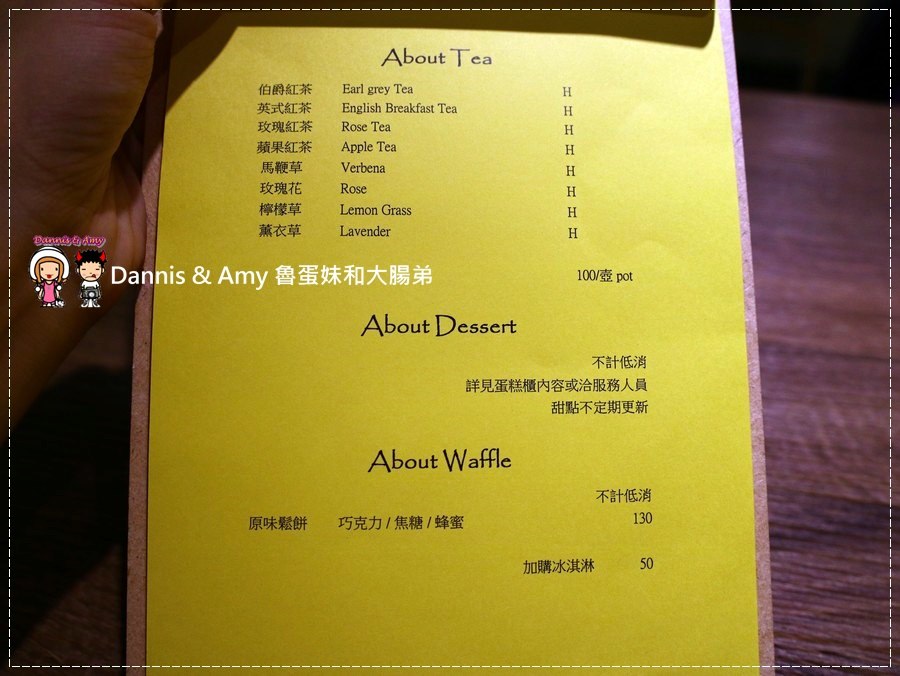 About Tea
伯爵紅茶 Earl grey Tea H
英式紅茶 English Breakfast Tea H
玫瑰紅茶 Rose Tea H
蘋果紅茶 Apple Tea H
馬鞭草 Verbena H
玫瑰花 Rose H
檸檬草 Lemon Grass H
薰衣草 Lavender H
Dannis & Amy
Dannis & Amy 魯蛋妹和大腸弟
100/壺 pot
About Dessert
不計低消
詳見蛋糕櫃內容或洽服務人員
甜點不定期更新
About Waffle
不計低消
原味鬆餅 巧克力 / 焦糖 / 蜂蜜 130
加購冰淇淋 50